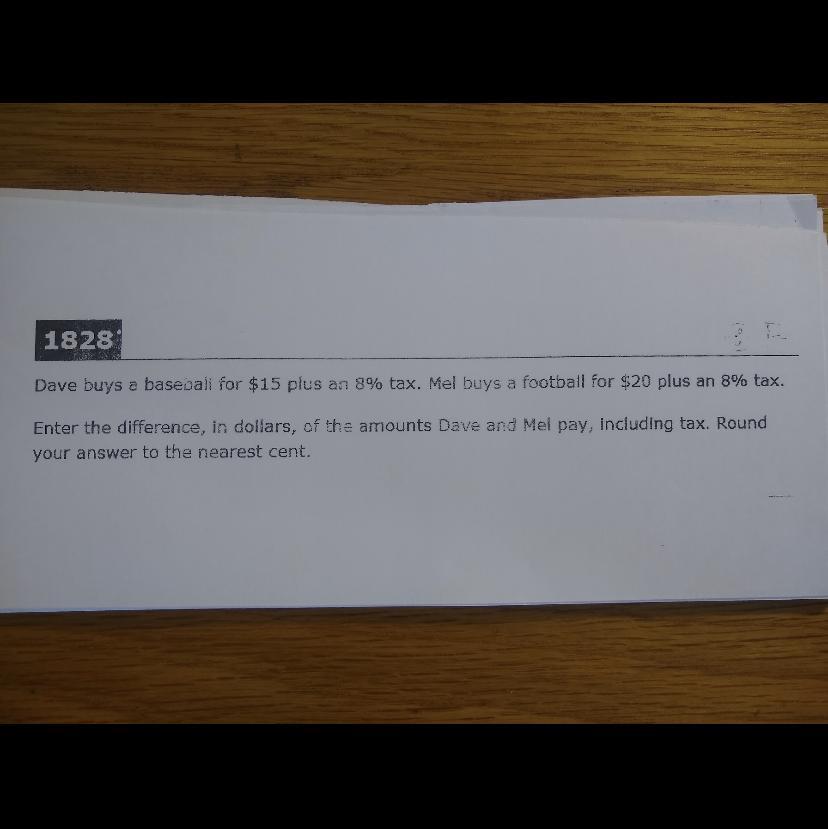 1828
Dave buys a baseball for $15 plus an 8% tax. Mel buys a football for $20 plus an 8% tax.
Enter the difference, in dollars, of the amounts Dave and Mel pay, including tax. Round
your answer to the nearest cent.